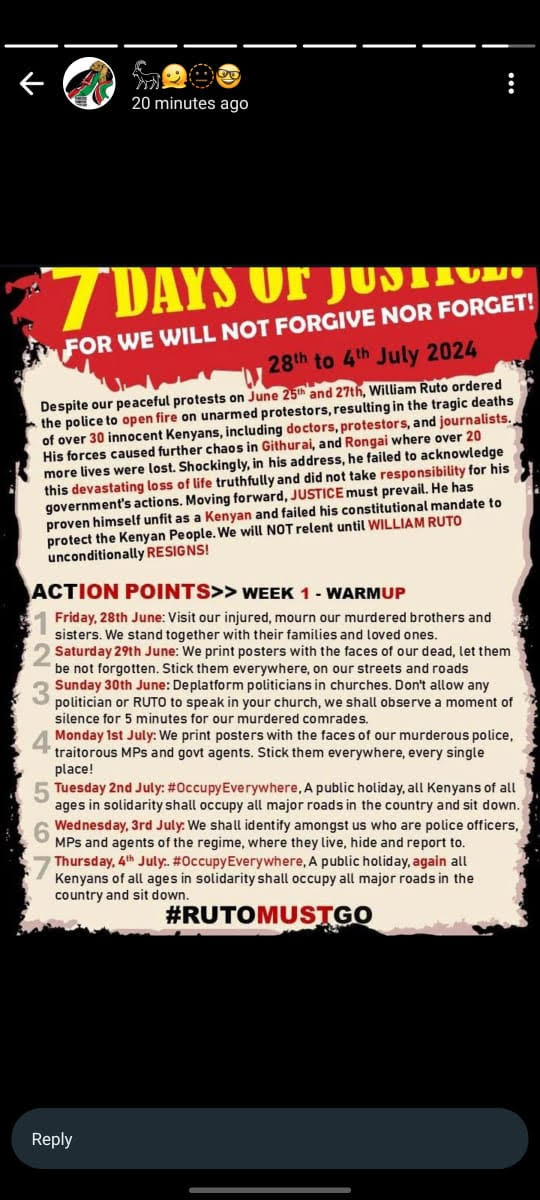 20 minutes ago
7 DAYS OF JUSTICE!
FOR WE WILL NOT FORGIVE NOR FORGET!
28th to 4th July 2024
Despite our peaceful protests on June 25th and 27th, William Ruto ordered
the police to open fire on unarmed protestors, resulting in the tragic deaths
of over 30 innocent Kenyans, including doctors, protestors, and journalists.
His forces caused further chaos in Githurai, and Rongai where over 20
more lives were lost. Shockingly, in his address, he failed to acknowledge
this devastating loss of life truthfully and did not take responsibility for his
government's actions. Moving forward, JUSTICE must prevail. He has
proven himself unfit as a Kenyan and failed his constitutional mandate to
protect the Kenyan People. We will NOT relent until WILLIAM RUTO
unconditionally RESIGNS!
ACTION POINTS>> WEEK 1 - WARMUP
1 Friday, 28th June: Visit our injured, mourn our murdered brothers and
sisters. We stand together with their families and loved ones.
2 Saturday 29th June: We print posters with the faces of our dead, let them
be not forgotten. Stick them everywhere, on our streets and roads
3 Sunday 30th June: Deplatform politicians in churches. Don't allow any
politician or RUTO to speak in your church, we shall observe a moment of
silence for 5 minutes for our murdered comrades.
4 Monday 1st July: We print posters with the faces of our murderous police,
traitorous MPs and govt agents. Stick them everywhere, every single
place!
5 Tuesday 2nd July: #OccupyEverywhere, A public holiday, all Kenyans of all
ages in solidarity shall occupy all major roads in the country and sit down.
6 Wednesday, 3rd July: We shall identify amongst us who are police officers,
MPs and agents of the regime, where they live, hide and report to.
7 Thursday, 4th July:. #OccupyEverywhere, A public holiday, again all
Kenyans of all ages in solidarity shall occupy all major roads in the
country and sit down.
#RUTOMUSTGO
Reply